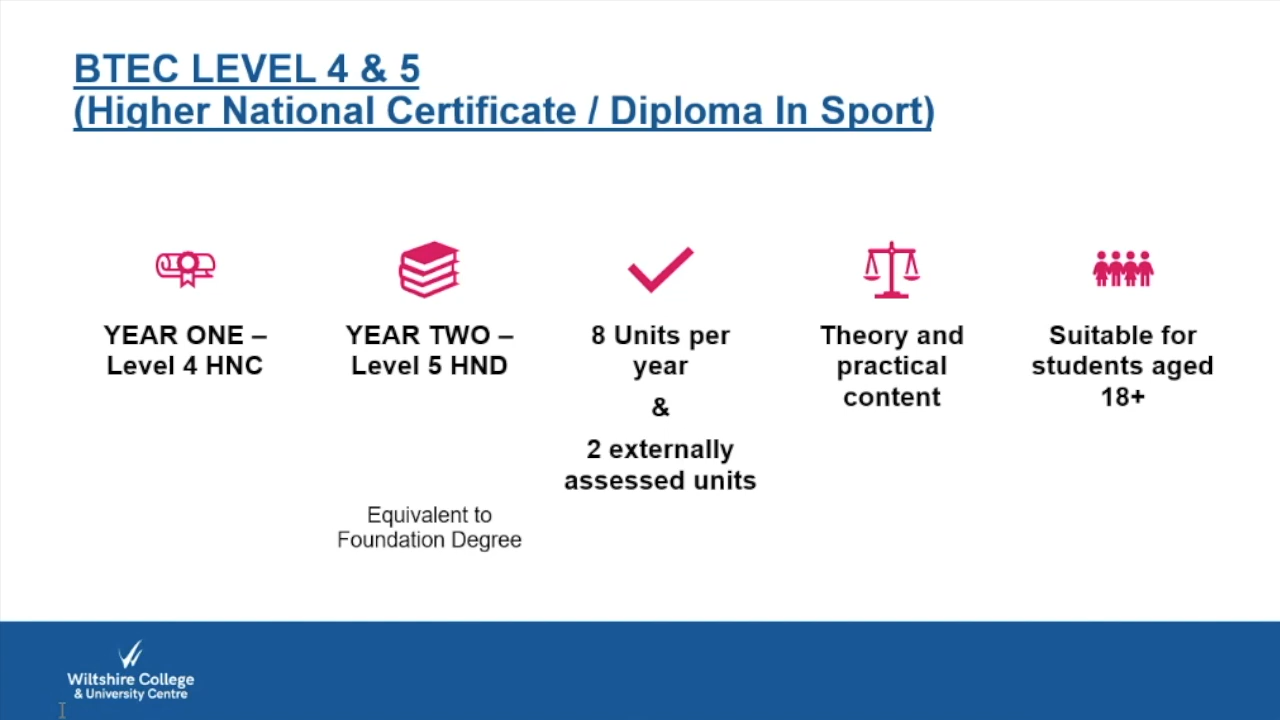 BTEC LEVEL 4 & 5
(Higher National Certificate / Diploma In Sport)
YEAR ONE –
Level 4 HNC
YEAR TWO –
Level 5 HND
Equivalent to
Foundation Degree
8 Units per
year
&
2 externally
assessed units
Theory and
practical
content
Suitable for
students aged
18+
Wiltshire College
& University Centre